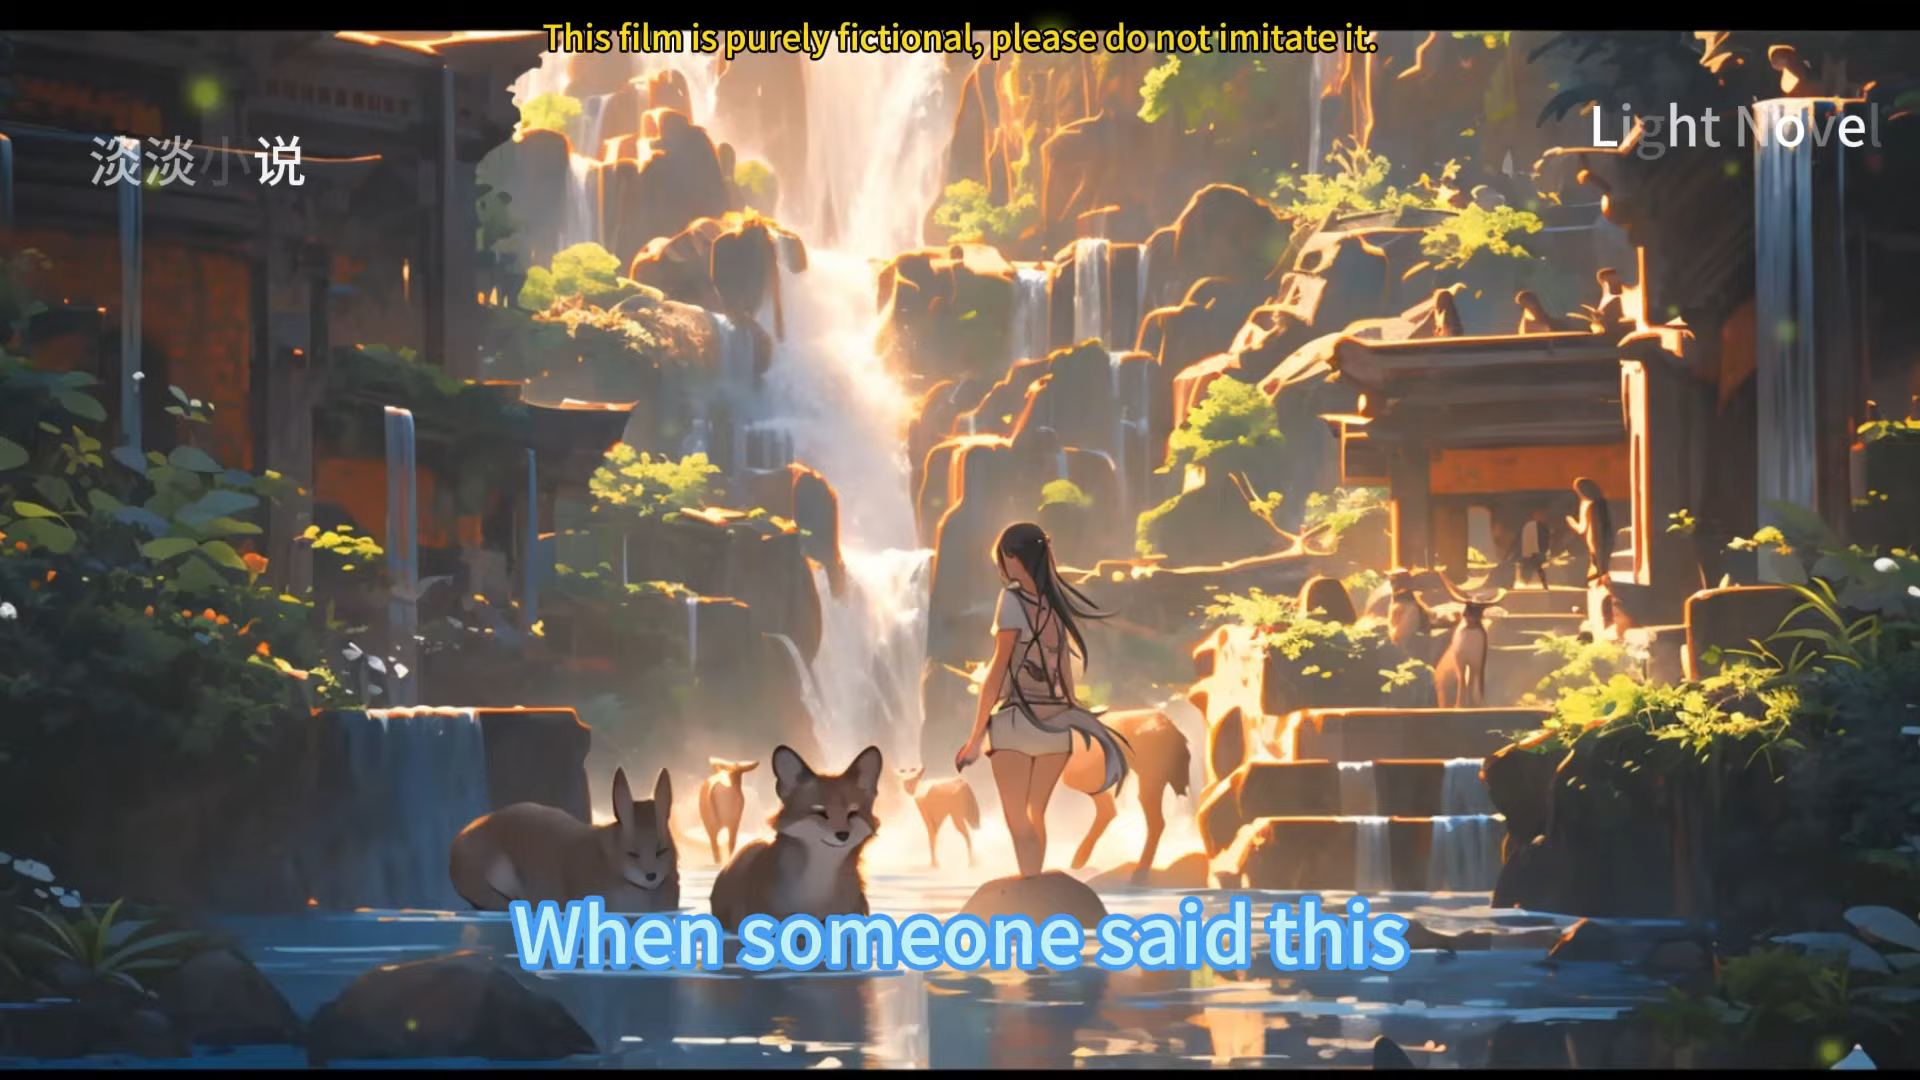 This film is purely fictional, please do not imitate it.
淡淡小说
Light Novel
When someone said this